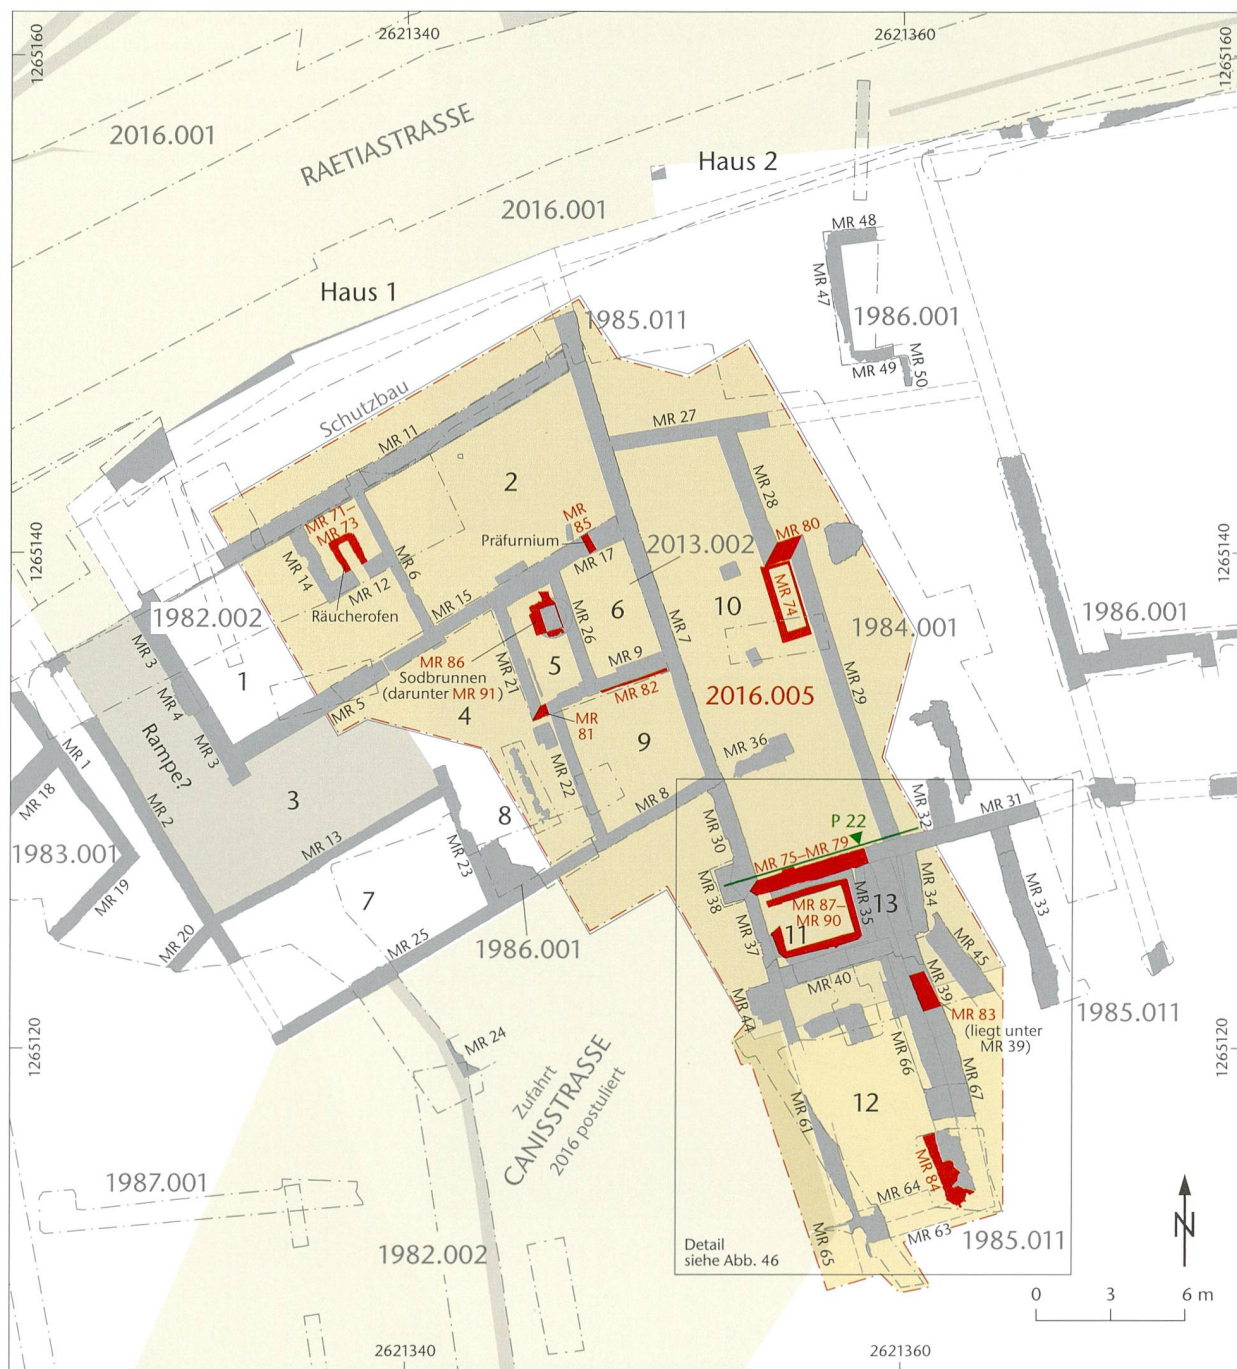 2621340
2621360
1265160
1265160
2016.001
RAETIASTRASSE
Haus 2
2016.001
MR 48
MR 47
Haus 1
1985.011
1986.001
MR 49
MR 50
Schutzbau
MR 11
MR 27
2
MR 28
MR 71–
MR 73
MR
85
MR 80
1265140
Präfurnium
2013.002
1265140
MR 14
MR 6
MR 17
MR 12
MR 74
1982.002
Räucherofen
MR 15
6
10
MR 26
MR 7
1984.001
1986.001
MR 3
MR 86
Sodbrunnen
(darunter MR 91)
5
MR 9
1
MR 21
MR 82
2016.005
MR 29
MR 4
MR 5
4
MR
81
Rampe?
MR 3
9
MR 36
MR 1
MR 22
MR 18
3
MR 2
MR 8
8
MR 31
MR 32
P 22
MR 30
MR 13
1983.001
MR 23
MR 75–MR 79
MR 19
7
MR 38
MR 35
13
MR 34
MR 33
MR 87–
MR 90
11
MR 20
MR 25
1986.001
MR 37
MR 45
MR 40
MR 39
MR 44
MR 83
(liegt unter
MR 39)
1985.011
1265120
MR 24
1265120
Zufahrt
CANISSTRASSE
2016 postuliert
MR 66
MR 67
MR 61
12
1987.001
MR 84
MR 64
MR 63
1985.011
N
1982.002
Detail
siehe Abb. 46
MR 65
0 3 6 m
2621340
2621360